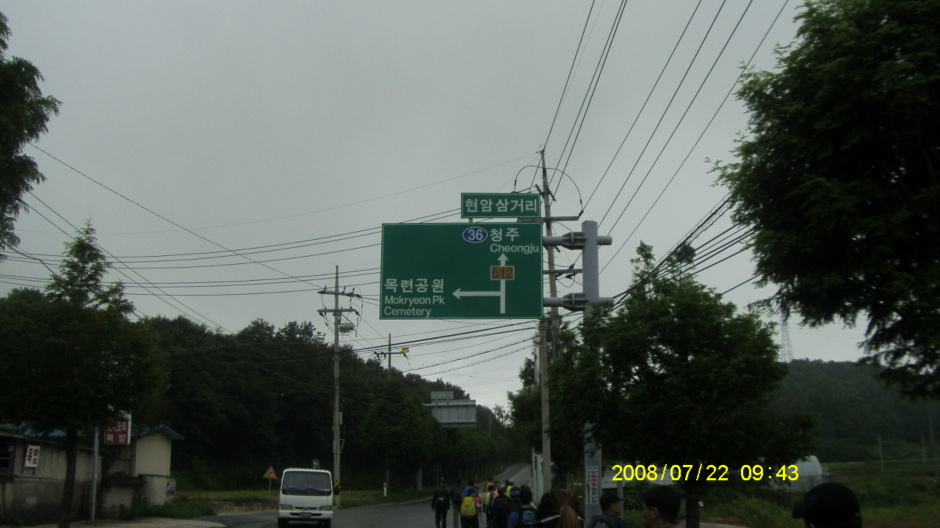 현암삼거리
36 청주
Cheongju
512
목련공원
Mokryeon Pk
Cemetery
2008/07/22 09:43